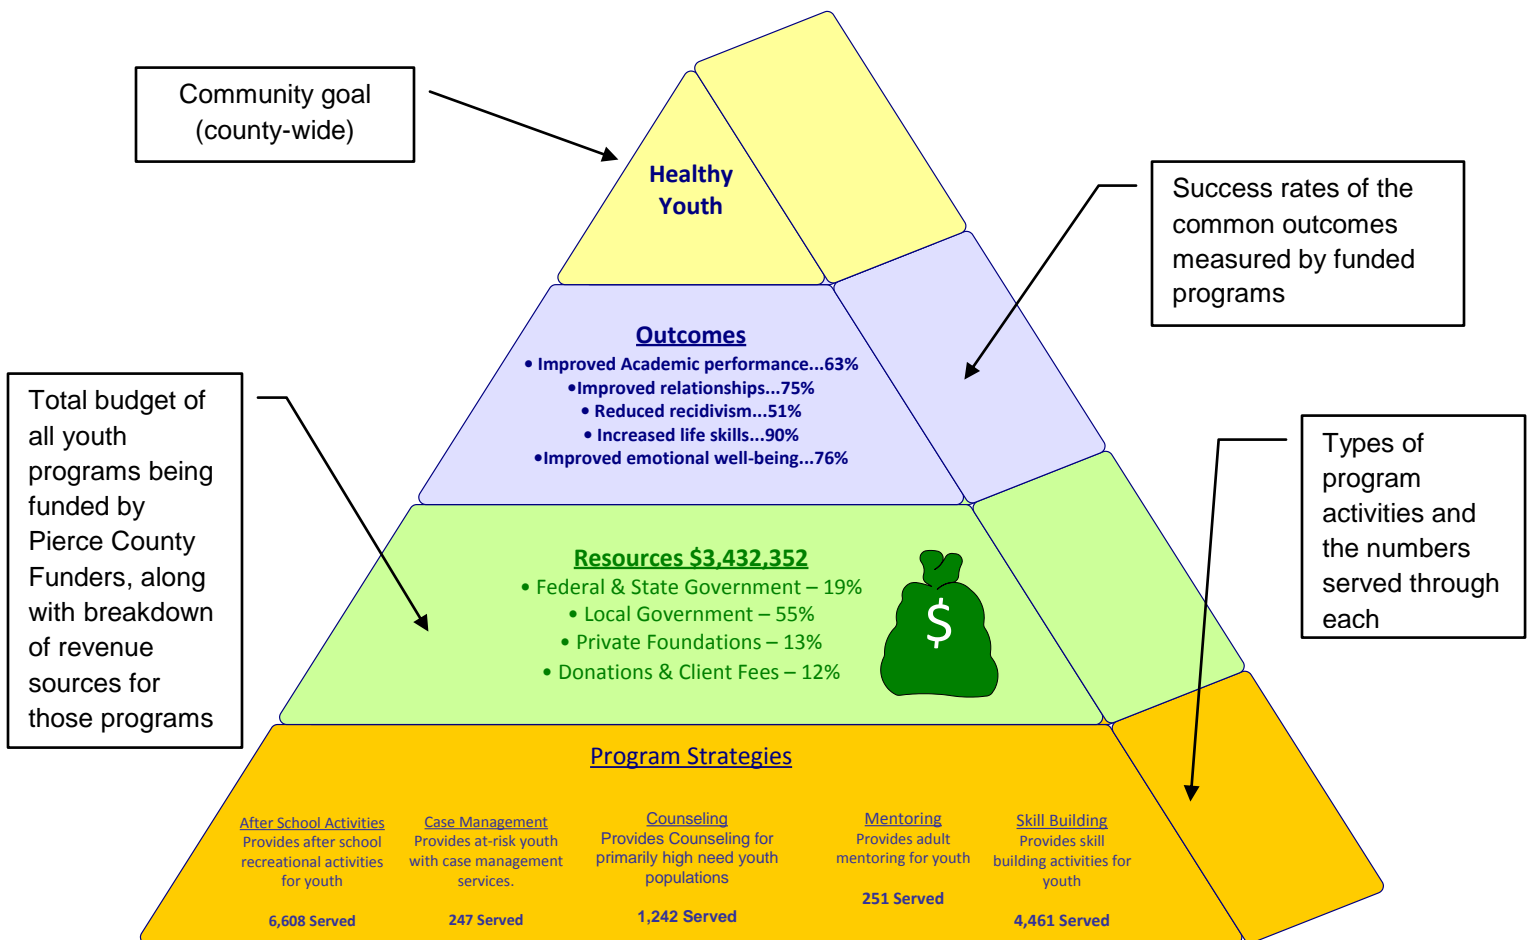 Community goal
(county-wide)
Healthy
Youth
Success rates of the
common outcomes
measured by funded
programs
Outcomes
• Improved Academic performance...63%
•Improved relationships...75%
• Reduced recidivism...51%
• Increased life skills...90%
•Improved emotional well-being...76%
Total budget of
all youth
programs being
funded by
Pierce County
Funders, along
with breakdown
of revenue
sources for
those programs
Types of
program
activities and
the numbers
served through
each
Resources $3,432,352
• Federal & State Government – 19%
• Local Government – 55%
• Private Foundations – 13%
• Donations & Client Fees – 12%
$
Program Strategies
After School Activities
Provides after school
recreational activities
for youth
6,608 Served
Case Management
Provides at-risk youth
with case management
services.
247 Served
Counseling
Provides Counseling for
primarily high need youth
populations
1,242 Served
Mentoring
Provides adult
mentoring for youth
251 Served
Skill Building
Provides skill
building activities for
youth
4,461 Served